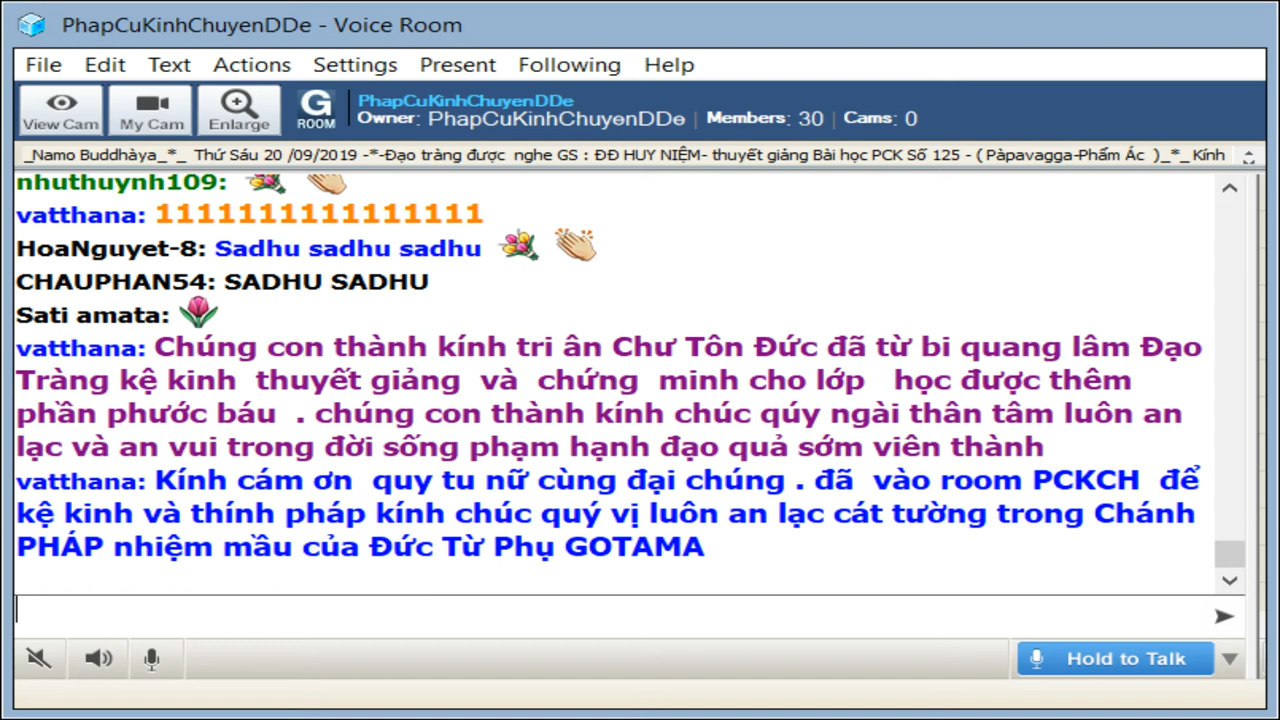 PhapCuKinhChuyenDDe - Voice Room
File Edit Text Actions Settings Present Following Help
View Cam My Cam Enlarge G ROOM
PhapCuKinhChuyenDDe
Owner: PhapCuKinhChuyenDDe | Members: 30 | Cams: 0
_Namo Buddhàya_*_ Thứ Sáu 20 /09/2019 -*-Đạo tràng được nghe GS : ĐĐ HUY NIỆM- thuyết giảng Bài học PCK Số 125 - ( Pàpavagga-Phẩm Ác )_*_ Kính
nhuthuynh109:
vatthana: 1111111111111111
HoaNguyet-8: Sadhu sadhu sadhu
CHAUPHAN54: SADHU SADHU
Sati amata:
vatthana: Chúng con thành kính tri ân Chư Tôn Đức đã từ bi quang lâm Đạo
Tràng kệ kinh thuyết giảng và chứng minh cho lớp học được thêm
phần phước báu . chúng con thành kính chúc qúy ngài thân tâm luôn an
lạc và an vui trong đời sống phạm hạnh đạo quả sớm viên thành
vatthana: Kính cám ơn quy tu nữ cùng đại chúng . đã vào room PCKCH để
kệ kinh và thính pháp kính chúc quý vị luôn an lạc cát tường trong Chánh
PHÁP nhiệm mầu của Đức Từ Phụ GOTAMA
Hold to Talk